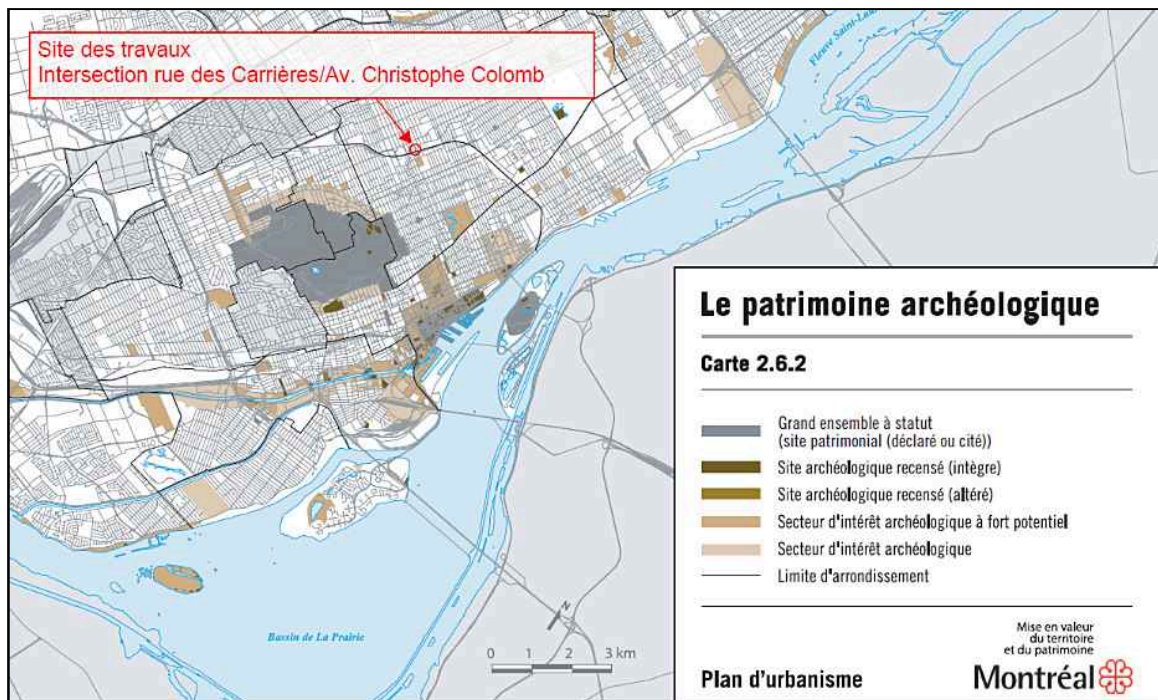 Site des travaux
Intersection rue des Carrières/Av. Christophe Colomb
Fleuve Saint-Lau
Le patrimoine archéologique
Carte 2.6.2
Grand ensemble à statut
(site patrimonial (déclaré ou cité))
Site archéologique recensé (intègre)
Site archéologique recensé (altéré)
Secteur d'intérêt archéologique à fort potentiel
Secteur d'intérêt archéologique
Limite d'arrondissement
N
Bassin de La Prairie
0 1 2 3 km
Mise en valeur
du territoire
et du patrimoine
Plan d'urbanisme
Montréal